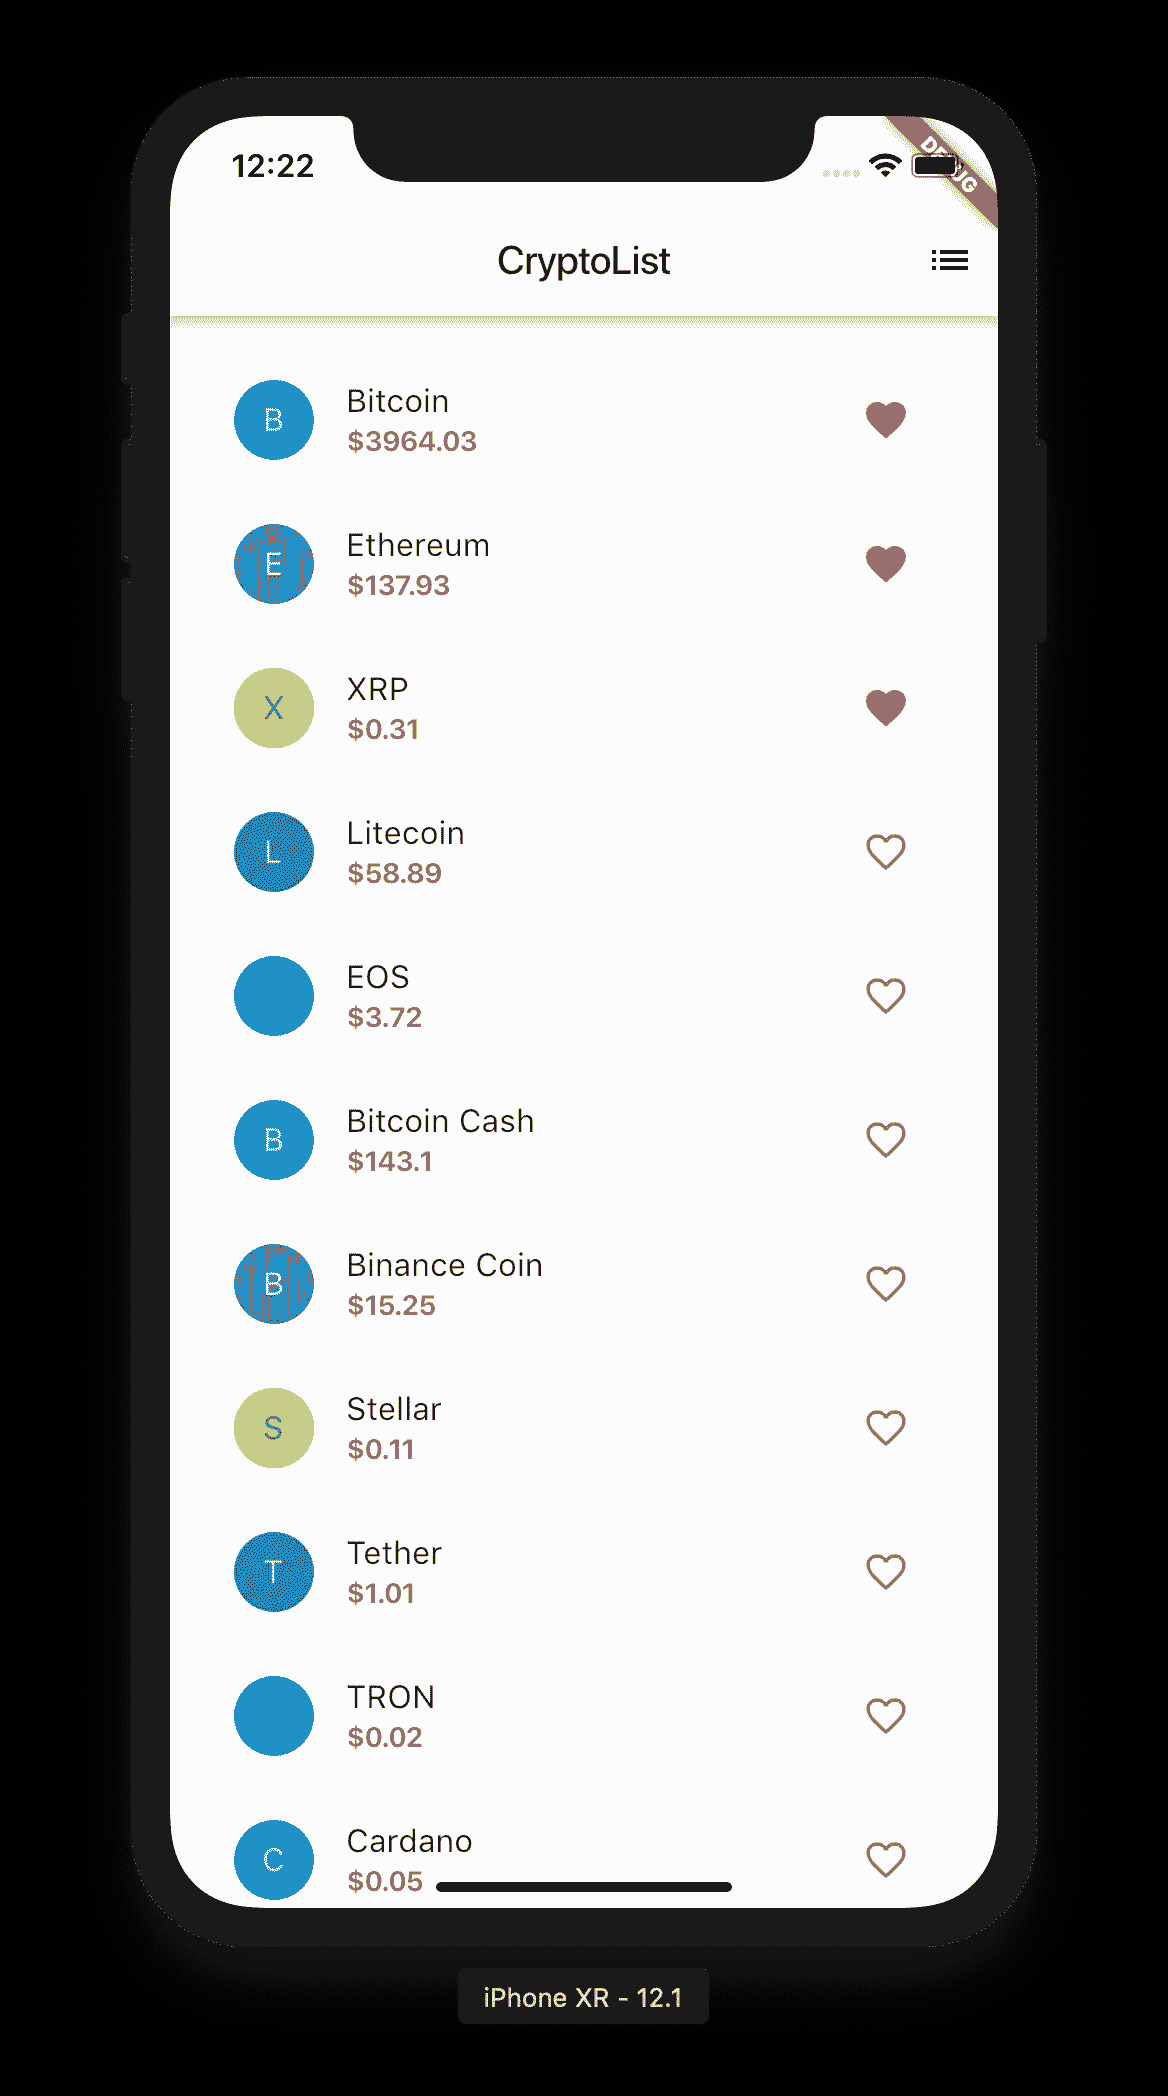 12:22
DEBUG
CryptoList
B
Bitcoin
$3964.03
E
Ethereum
$137.93
X
XRP
$0.31
L
Litecoin
$58.89
EOS
$3.72
B
Bitcoin Cash
$143.1
B
Binance Coin
$15.25
S
Stellar
$0.11
T
Tether
$1.01
TRON
$0.02
C
Cardano
$0.05
iPhone XR - 12.1